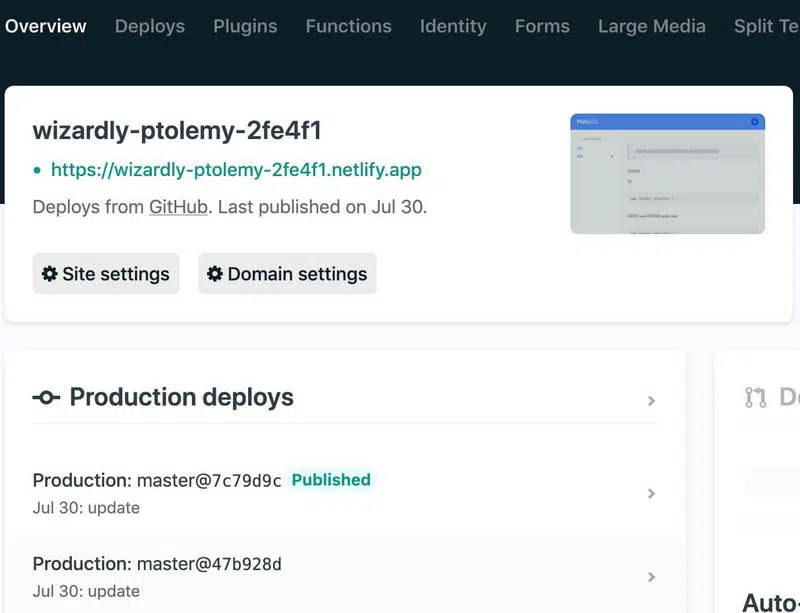 Overview Deploys Plugins Functions Identity Forms Large Media Split Te
wizardly-ptolemy-2fe4f1
https://wizardly-ptolemy-2fe4f1.netlify.app
Deploys from GitHub. Last published on Jul 30.
Site settings Domain settings
Production deploys
Production: master@7c79d9c Published
Jul 30: update
Production: master@47b928d
Jul 30: update
Auto-